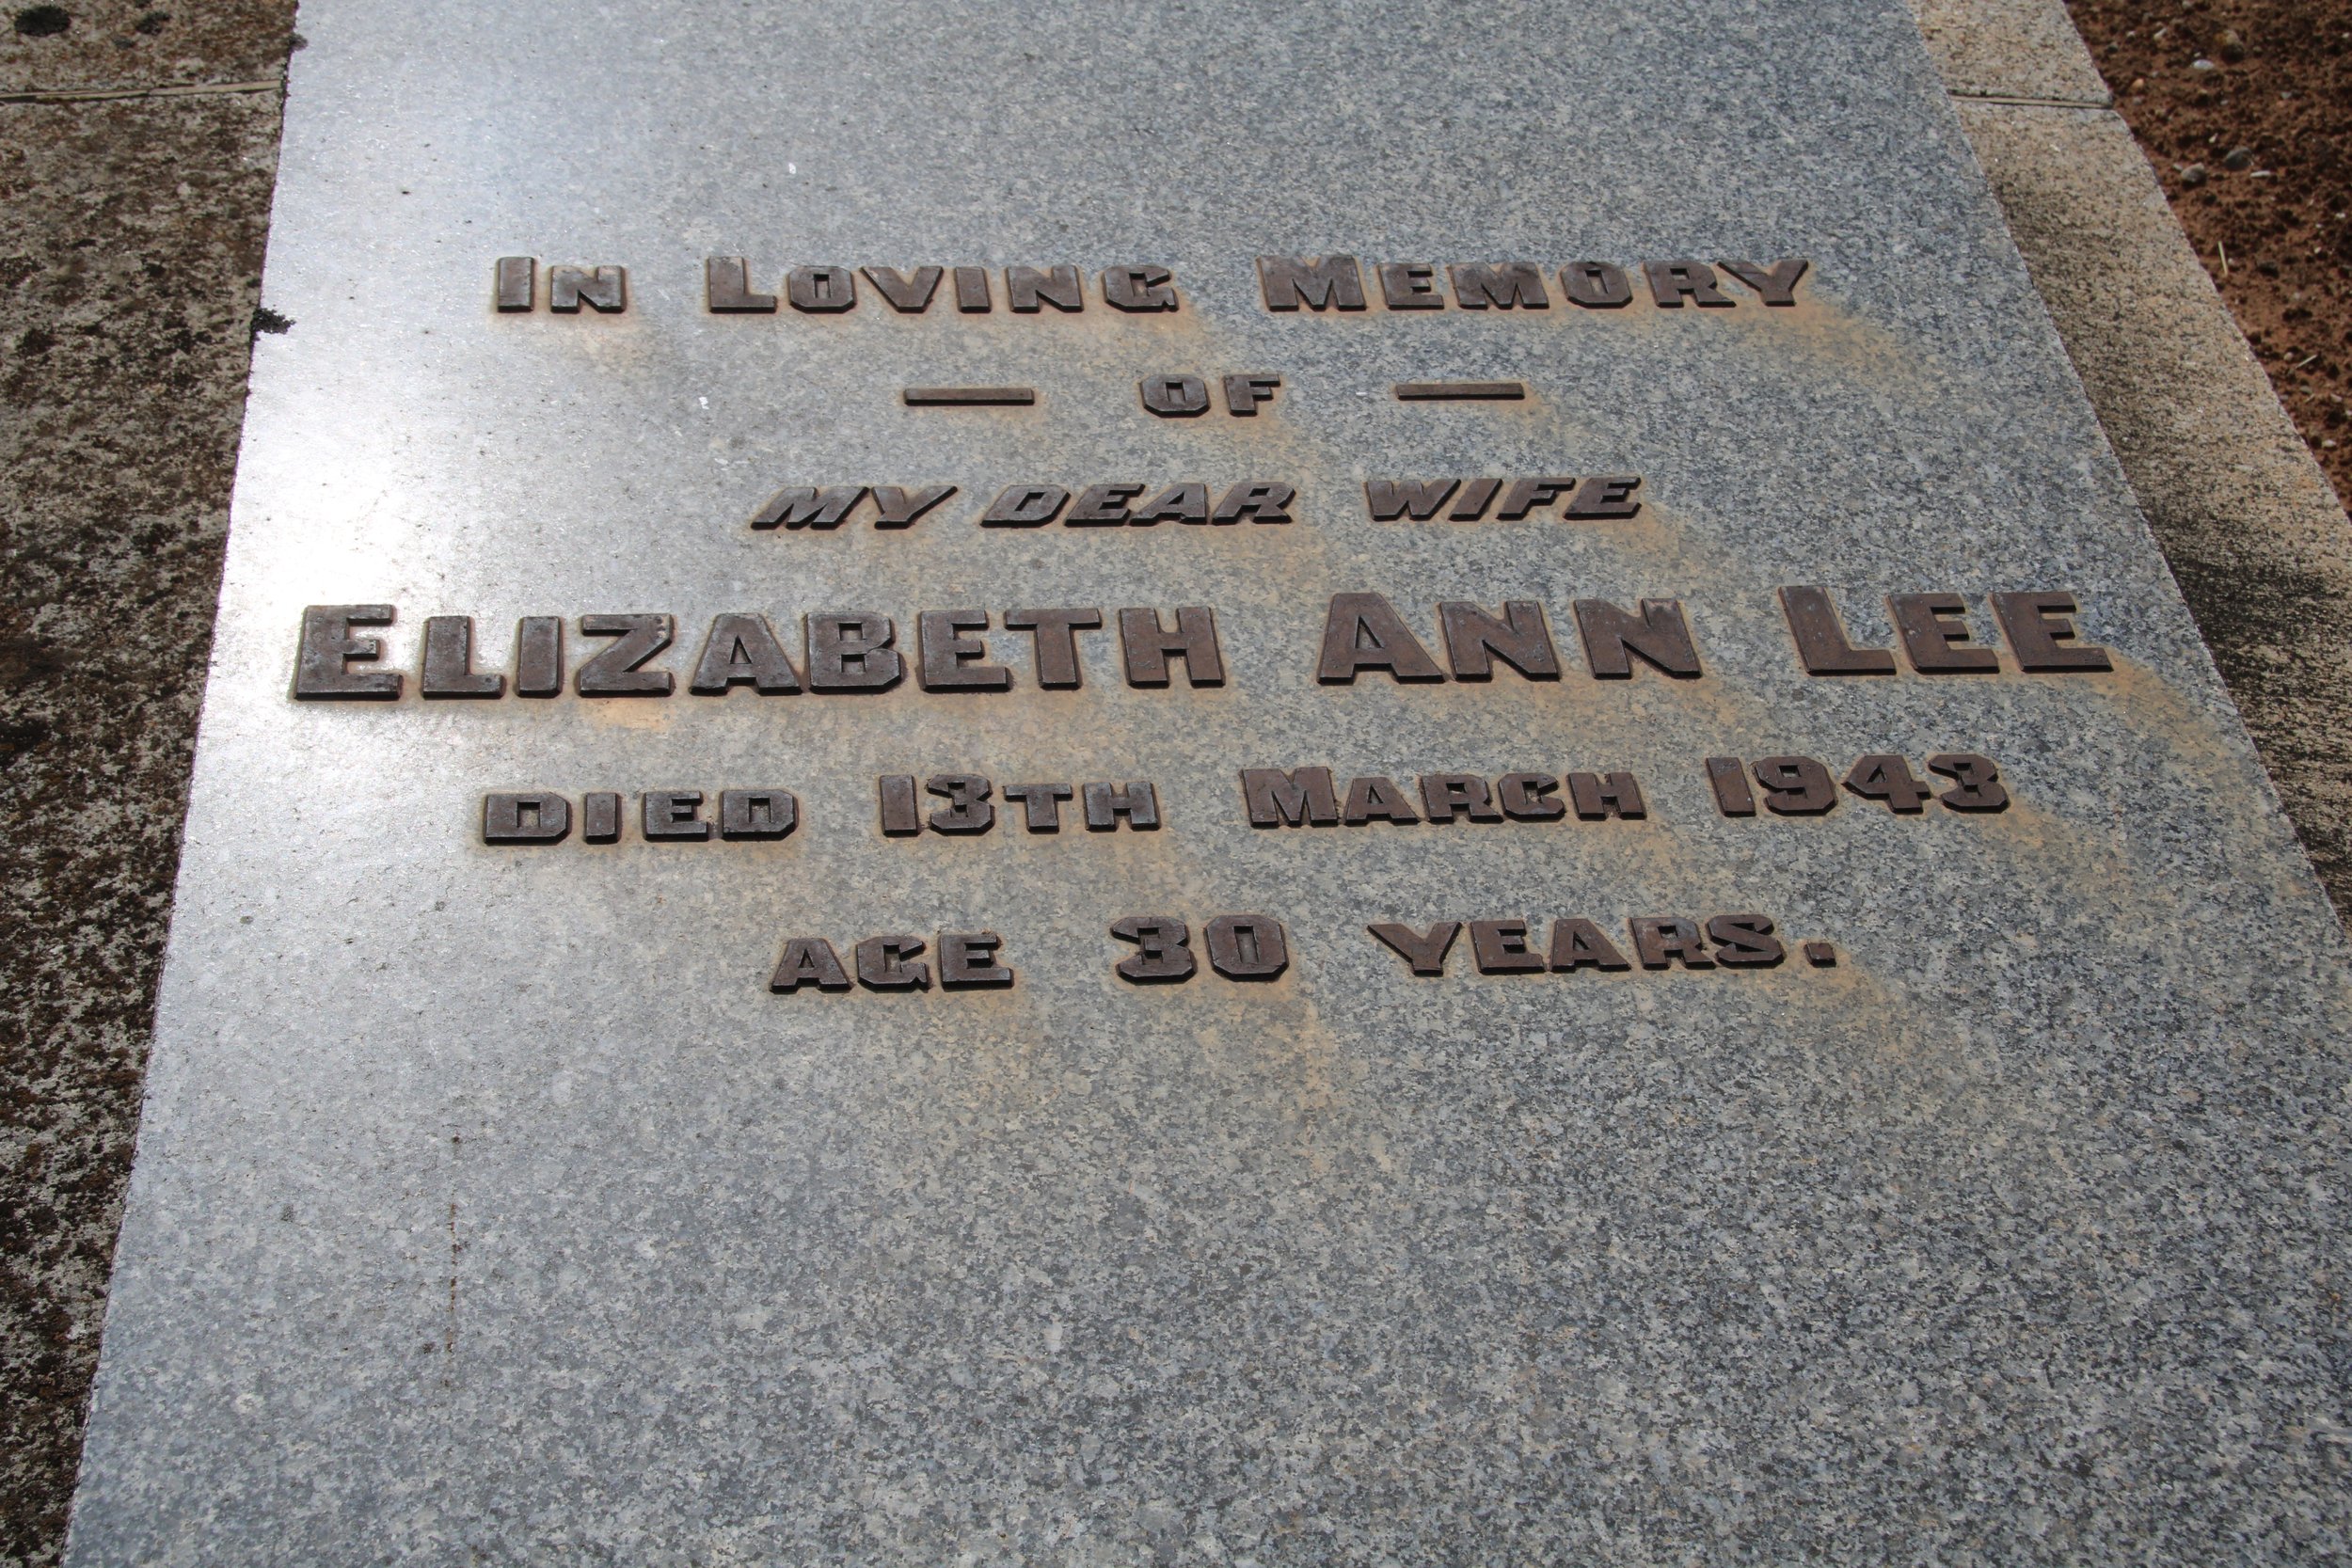 In Loving Memory
— OF —
MY DEAR WIFE
Elizabeth Ann Lee
DIED 13TH March 1943
AGE 30 YEARS.